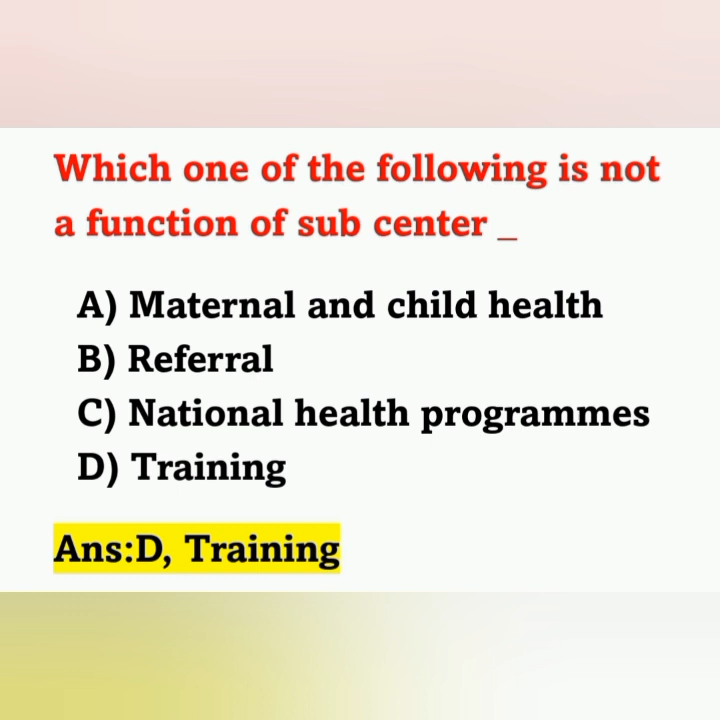 Which one of the following is not
a function of sub center _
A) Maternal and child health
B) Referral
C) National health programmes
D) Training
Ans:D, Training